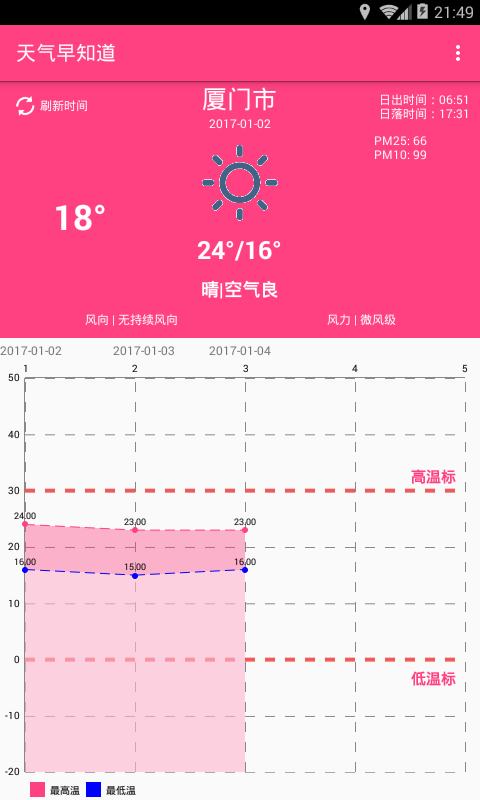 21:49
天气早知道
刷新时间
厦门市
2017-01-02
日出时间：06:51
日落时间：17:31
PM25: 66
PM10: 99
18°
24°/16°
晴|空气良
风向 | 无持续风向
风力 | 微风级
2017-01-02 2017-01-03 2017-01-04
1 2 3 4 5
50
40
高温标
30
24.00 23.00 23.00
20
16.00 15.00 16.00
10
0
低温标
-10
-20
最高温 最低温